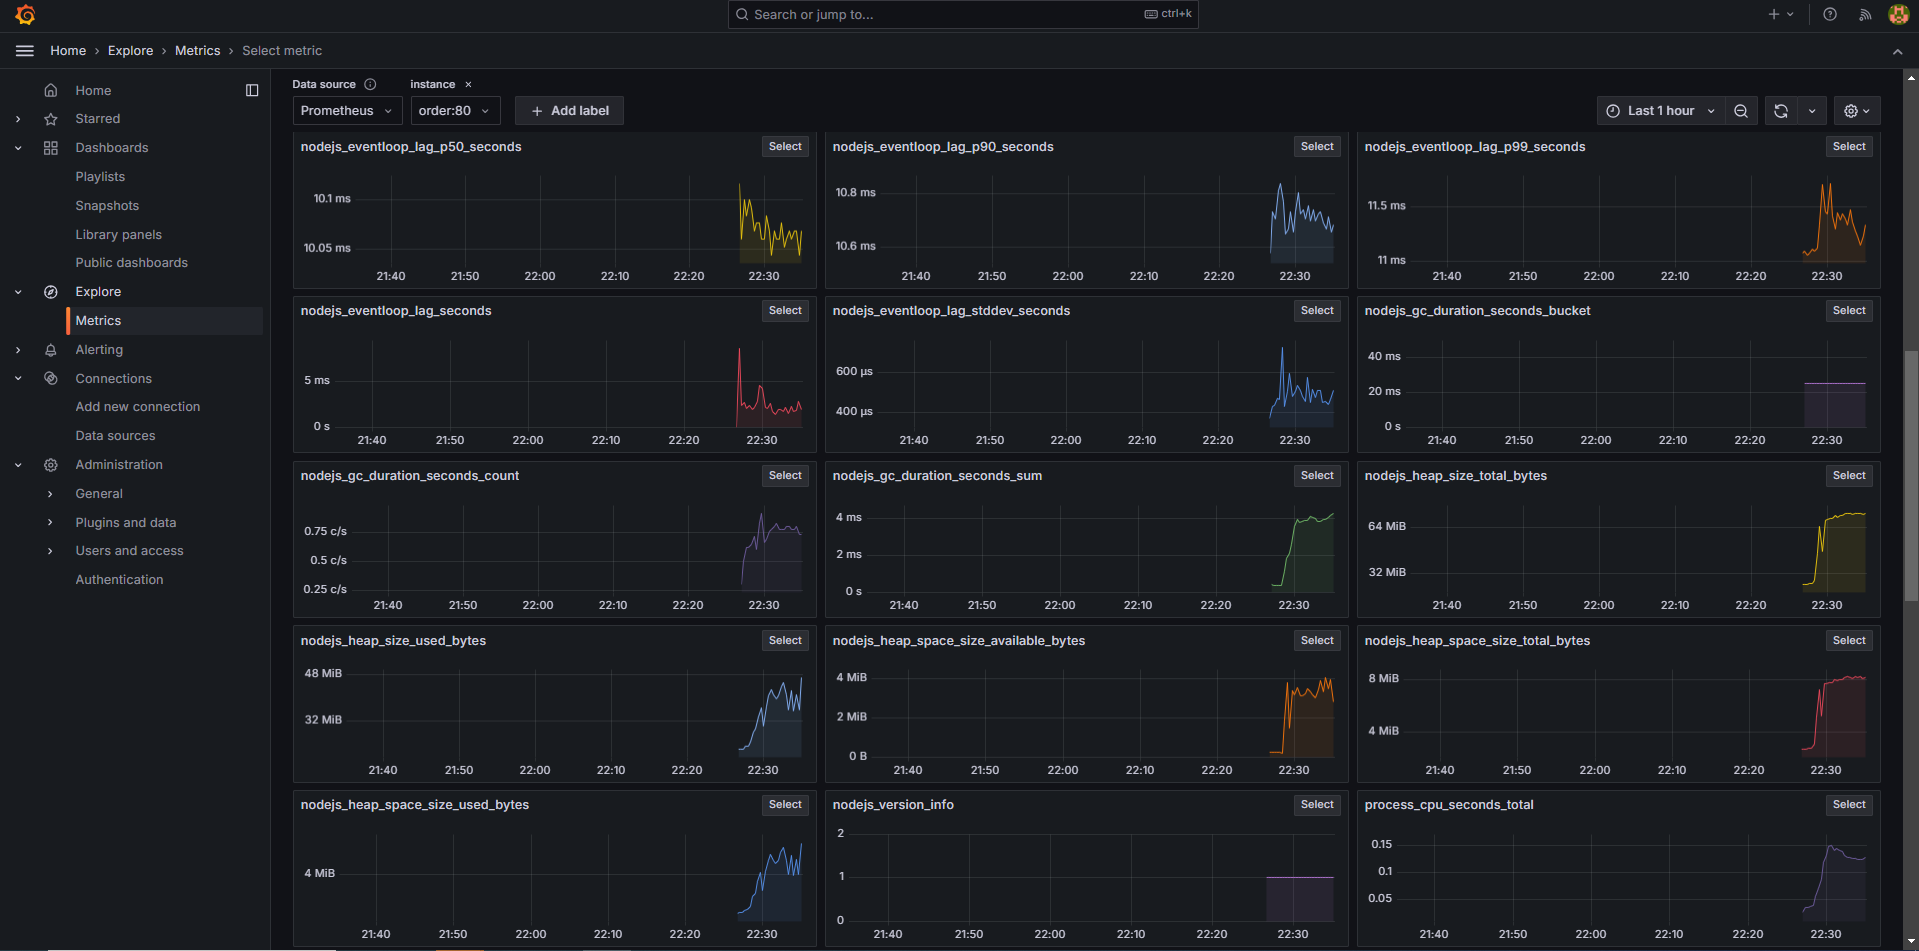 Search or jump to...
ctrl+k
Home › Explore › Metrics › Select metric
Home
Starred
Dashboards
Playlists
Snapshots
Library panels
Public dashboards
Explore
Metrics
Alerting
Connections
Add new connection
Data sources
Administration
General
Plugins and data
Users and access
Authentication
Data source
instance ×
Prometheus
order:80
+ Add label
Last 1 hour
nodejs_eventloop_lag_p50_seconds
Select
10.1 ms
10.05 ms
21:40 21:50 22:00 22:10 22:20 22:30
nodejs_eventloop_lag_p90_seconds
Select
10.8 ms
10.6 ms
21:40 21:50 22:00 22:10 22:20 22:30
nodejs_eventloop_lag_p99_seconds
Select
11.5 ms
11 ms
21:40 21:50 22:00 22:10 22:20 22:30
nodejs_eventloop_lag_seconds
Select
5 ms
0 s
21:40 21:50 22:00 22:10 22:20 22:30
nodejs_eventloop_lag_stddev_seconds
Select
600 µs
400 µs
21:40 21:50 22:00 22:10 22:20 22:30
nodejs_gc_duration_seconds_bucket
Select
40 ms
20 ms
0 s
21:40 21:50 22:00 22:10 22:20 22:30
nodejs_gc_duration_seconds_count
Select
0.75 c/s
0.5 c/s
0.25 c/s
21:40 21:50 22:00 22:10 22:20 22:30
nodejs_gc_duration_seconds_sum
Select
4 ms
2 ms
0 s
21:40 21:50 22:00 22:10 22:20 22:30
nodejs_heap_size_total_bytes
Select
64 MiB
32 MiB
21:40 21:50 22:00 22:10 22:20 22:30
nodejs_heap_size_used_bytes
Select
48 MiB
32 MiB
21:40 21:50 22:00 22:10 22:20 22:30
nodejs_heap_space_size_available_bytes
Select
4 MiB
2 MiB
0 B
21:40 21:50 22:00 22:10 22:20 22:30
nodejs_heap_space_size_total_bytes
Select
8 MiB
4 MiB
21:40 21:50 22:00 22:10 22:20 22:30
nodejs_heap_space_size_used_bytes
Select
4 MiB
21:40 21:50 22:00 22:10 22:20 22:30
nodejs_version_info
Select
2
1
0
21:40 21:50 22:00 22:10 22:20 22:30
process_cpu_seconds_total
Select
0.15
0.1
0.05
21:40 21:50 22:00 22:10 22:20 22:30